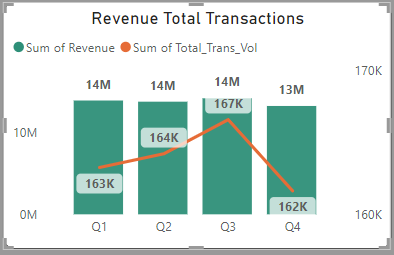 Revenue Total Transactions
Sum of Revenue Sum of Total_Trans_Vol
170K
14M 14M 14M 13M
167K
10M
164K
163K
162K
0M 160K
Q1 Q2 Q3 Q4